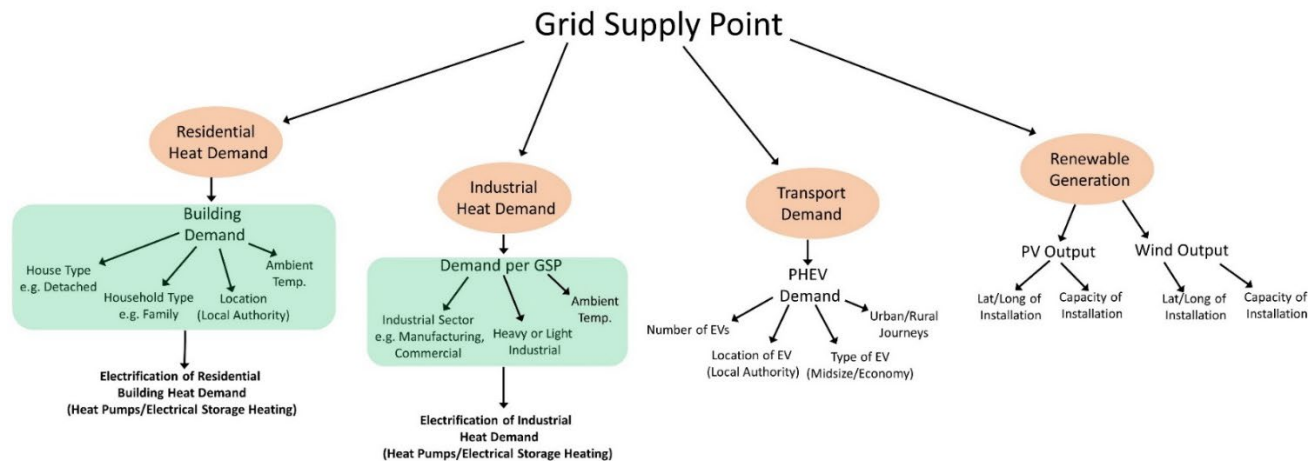 Grid Supply Point
Residential
Heat Demand
Building
Demand
House Type
e.g. Detached
Household Type
e.g. Family
Location
(Local Authority)
Ambient
Temp.
Electrification of Residential
Building Heat Demand
(Heat Pumps/Electrical Storage Heating)
Industrial
Heat Demand
Demand per GSP
Industrial Sector
e.g. Manufacturing,
Commercial
Heavy or Light
Industrial
Ambient
Temp.
Electrification of Industrial
Heat Demand
(Heat Pumps/Electrical Storage Heating)
Transport
Demand
PHEV
Demand
Number of EVs
Location of EV
(Local Authority)
Type of EV
(Midsize/Economy)
Urban/Rural
Journeys
Renewable
Generation
PV Output
Lat/Long of
Installation
Capacity of
Installation
Wind Output
Lat/Long of
Installation
Capacity of
Installation